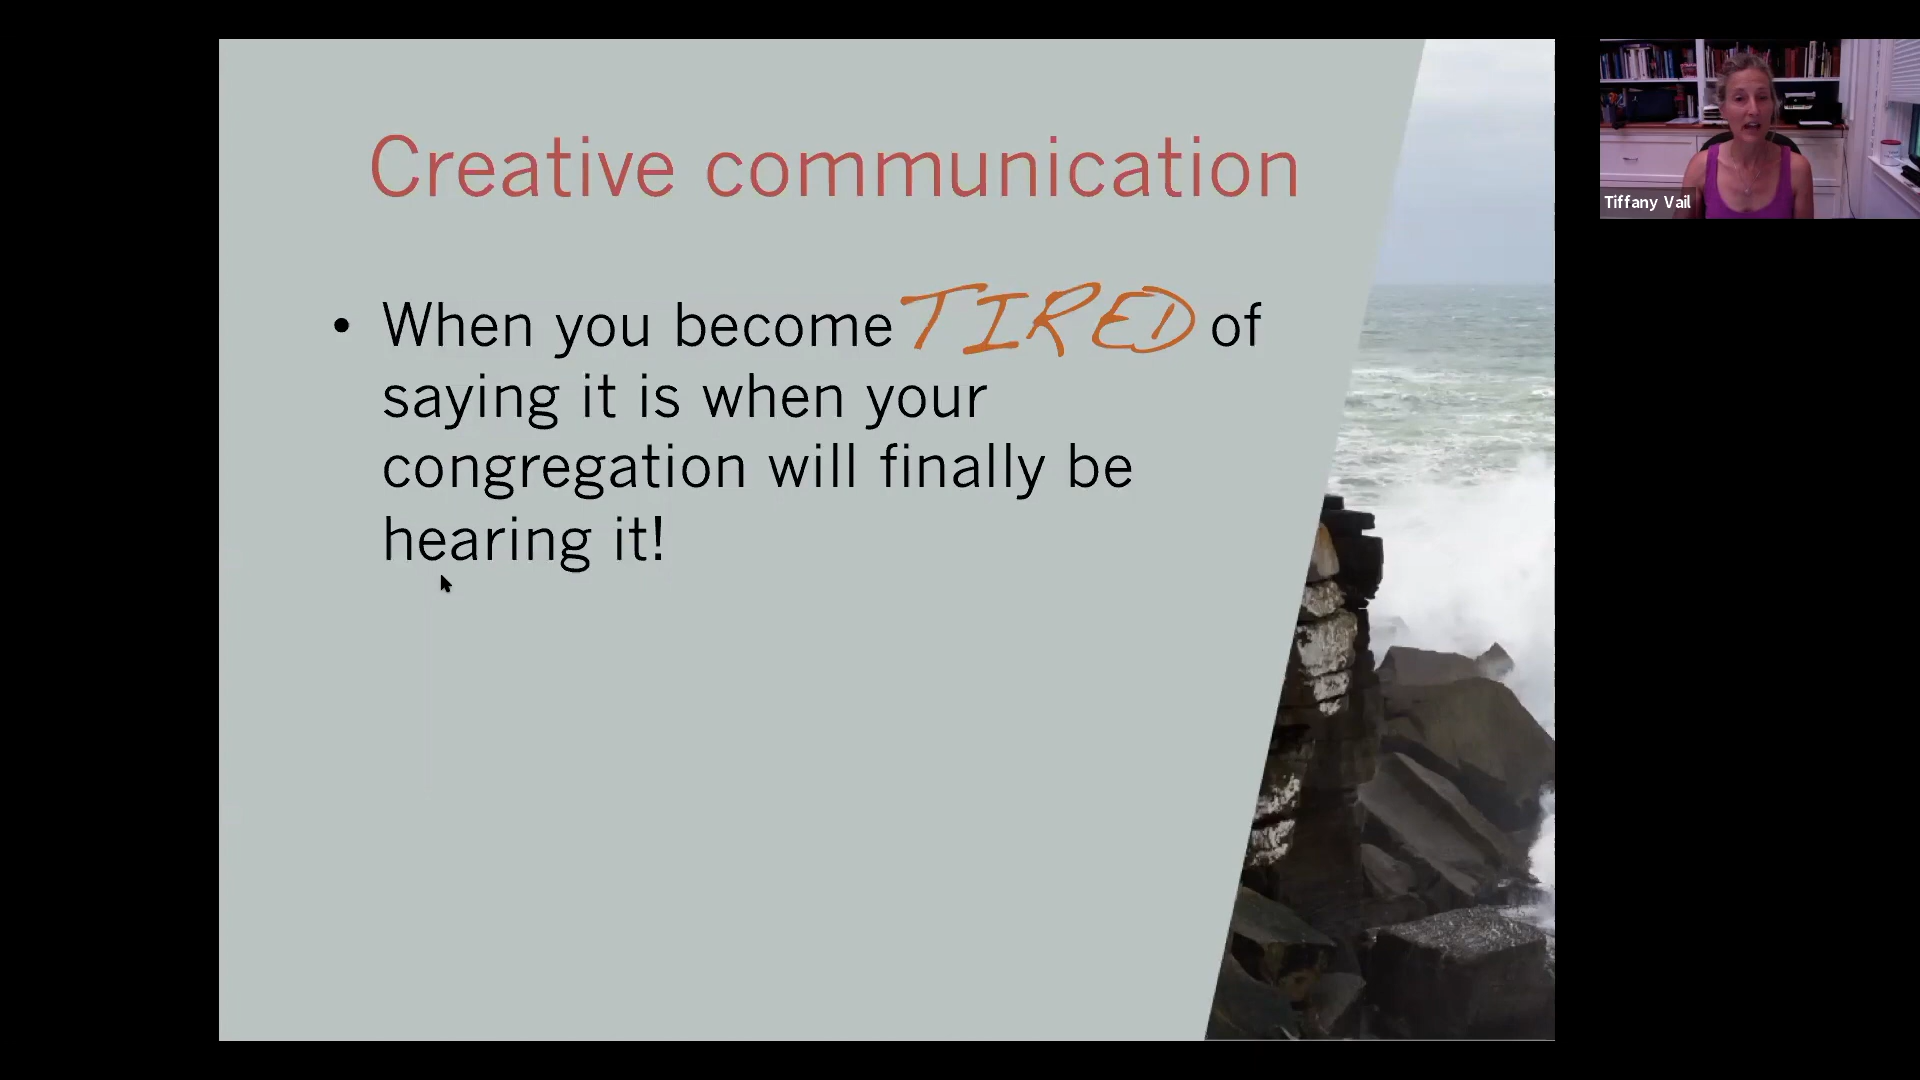 Creative communication
• When you become TIRED of
saying it is when your
congregation will finally be
hearing it!
Tiffany Vail